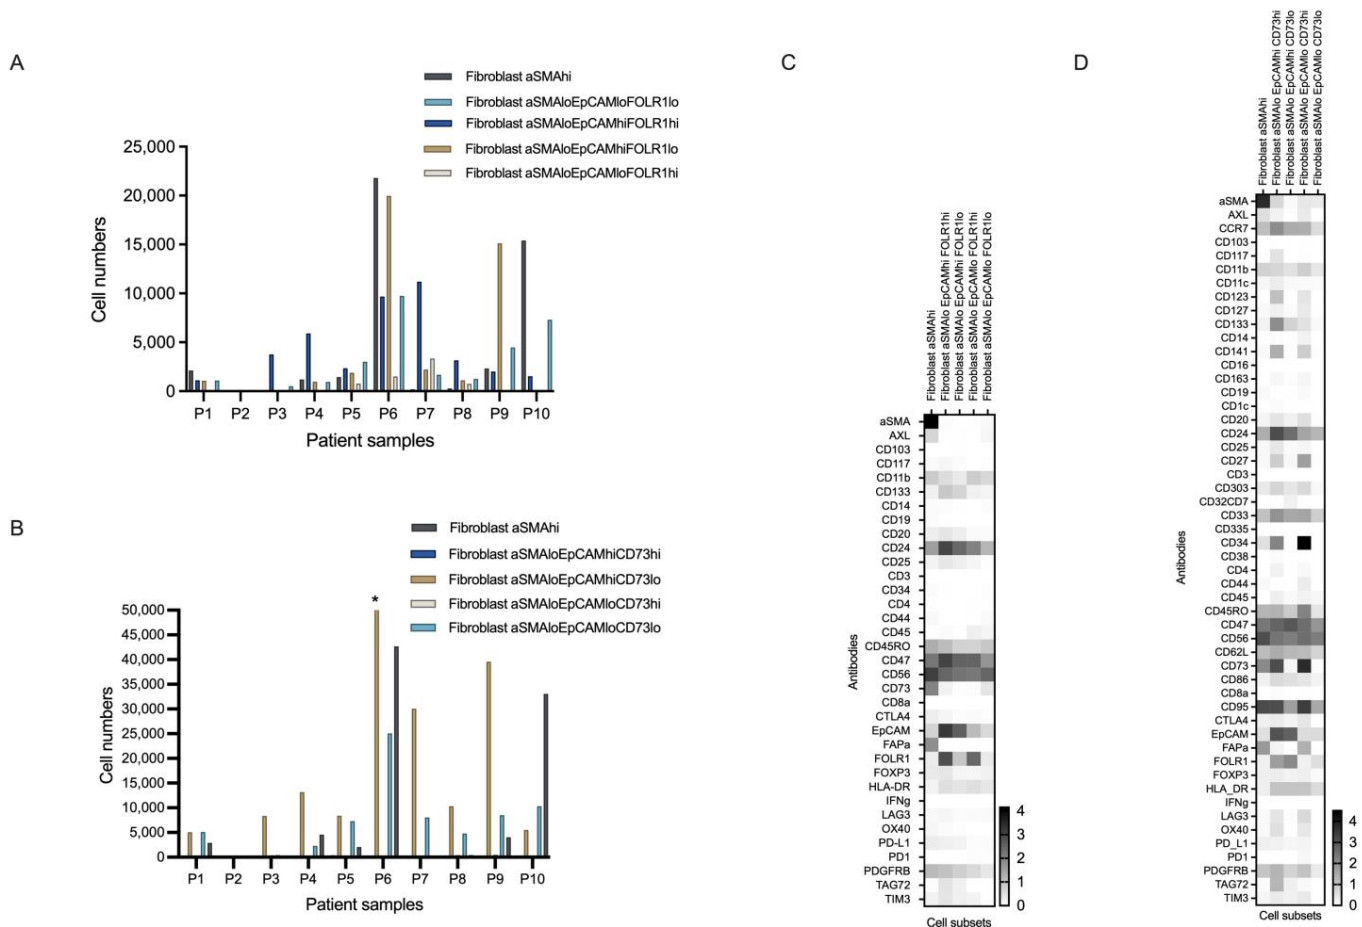 A
Fibroblast aSMAhi
Fibroblast aSMAloEpCAMloFOLR1lo
Fibroblast aSMAloEpCAMhiFOLR1hi
Fibroblast aSMAloEpCAMhiFOLR1lo
Fibroblast aSMAloEpCAMloFOLR1hi
25,000
20,000
15,000
10,000
5,000
0
Cell numbers
P1 P2 P3 P4 P5 P6 P7 P8 P9 P10
Patient samples
B
Fibroblast aSMAhi
Fibroblast aSMAloEpCAMhiCD73hi
Fibroblast aSMAloEpCAMhiCD73lo
Fibroblast aSMAloEpCAMloCD73hi
Fibroblast aSMAloEpCAMloCD73lo
*
50,000
45,000
40,000
35,000
30,000
25,000
20,000
15,000
10,000
5,000
0
Cell numbers
P1 P2 P3 P4 P5 P6 P7 P8 P9 P10
Patient samples
C
Fibroblast aSMAhi
Fibroblast aSMAlo EpCAMhi FOLR1hi
Fibroblast aSMAlo EpCAMhi FOLR1lo
Fibroblast aSMAlo EpCAMlo FOLR1hi
Fibroblast aSMAlo EpCAMlo FOLR1lo
aSMA
AXL
CD103
CD117
CD11b
CD133
CD14
CD19
CD20
CD24
CD25
CD3
CD34
CD4
CD44
CD45
CD45RO
CD47
CD56
CD73
CD8a
CTLA4
EpCAM
FAPa
FOLR1
FOXP3
HLA-DR
IFNg
LAG3
OX40
PD-L1
PD1
PDGFRB
TAG72
TIM3
Antibodies
Cell subsets
4
3
2
1
0
D
Fibroblast aSMAhi
Fibroblast aSMAlo EpCAMhi CD73hi
Fibroblast aSMAlo EpCAMhi CD73lo
Fibroblast aSMAlo EpCAMlo CD73hi
Fibroblast aSMAlo EpCAMlo CD73lo
aSMA
AXL
CCR7
CD103
CD117
CD11b
CD11c
CD123
CD127
CD133
CD14
CD141
CD16
CD163
CD19
CD1c
CD20
CD24
CD25
CD27
CD3
CD303
CD32CD7
CD33
CD335
CD34
CD38
CD4
CD44
CD45
CD45RO
CD47
CD56
CD62L
CD73
CD86
CD8a
CD95
CTLA4
EpCAM
FAPa
FOLR1
FOXP3
HLA_DR
IFNg
LAG3
OX40
PD_L1
PD1
PDGFRB
TAG72
TIM3
Antibodies
Cell subsets
4
3
2
1
0